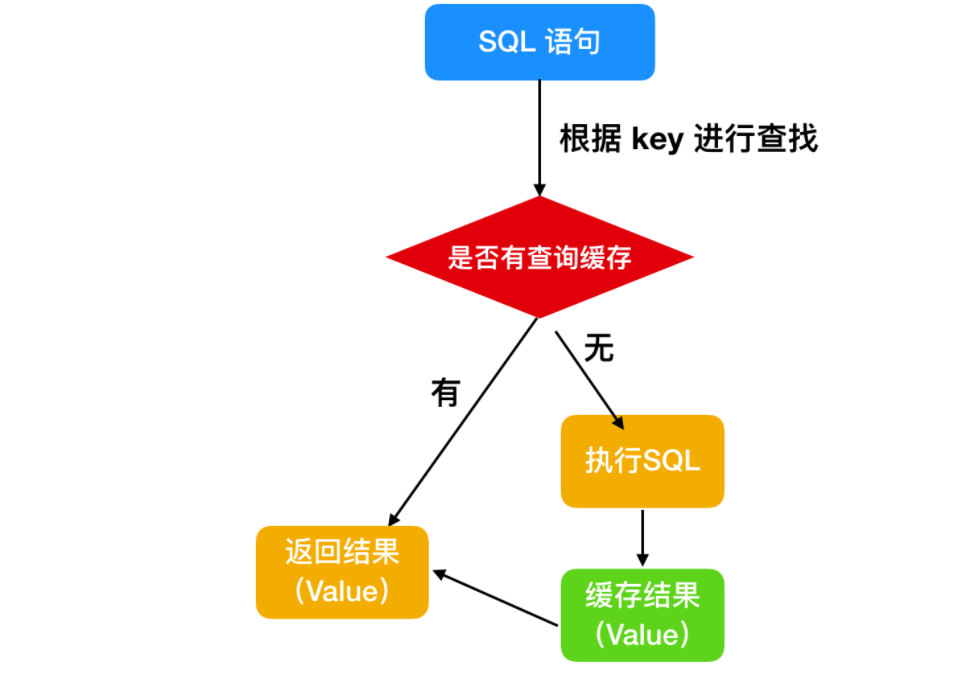 SQL 语句
根据 key 进行查找
是否有查询缓存
无
有
执行SQL
返回结果
（Value）
缓存结果
（Value）